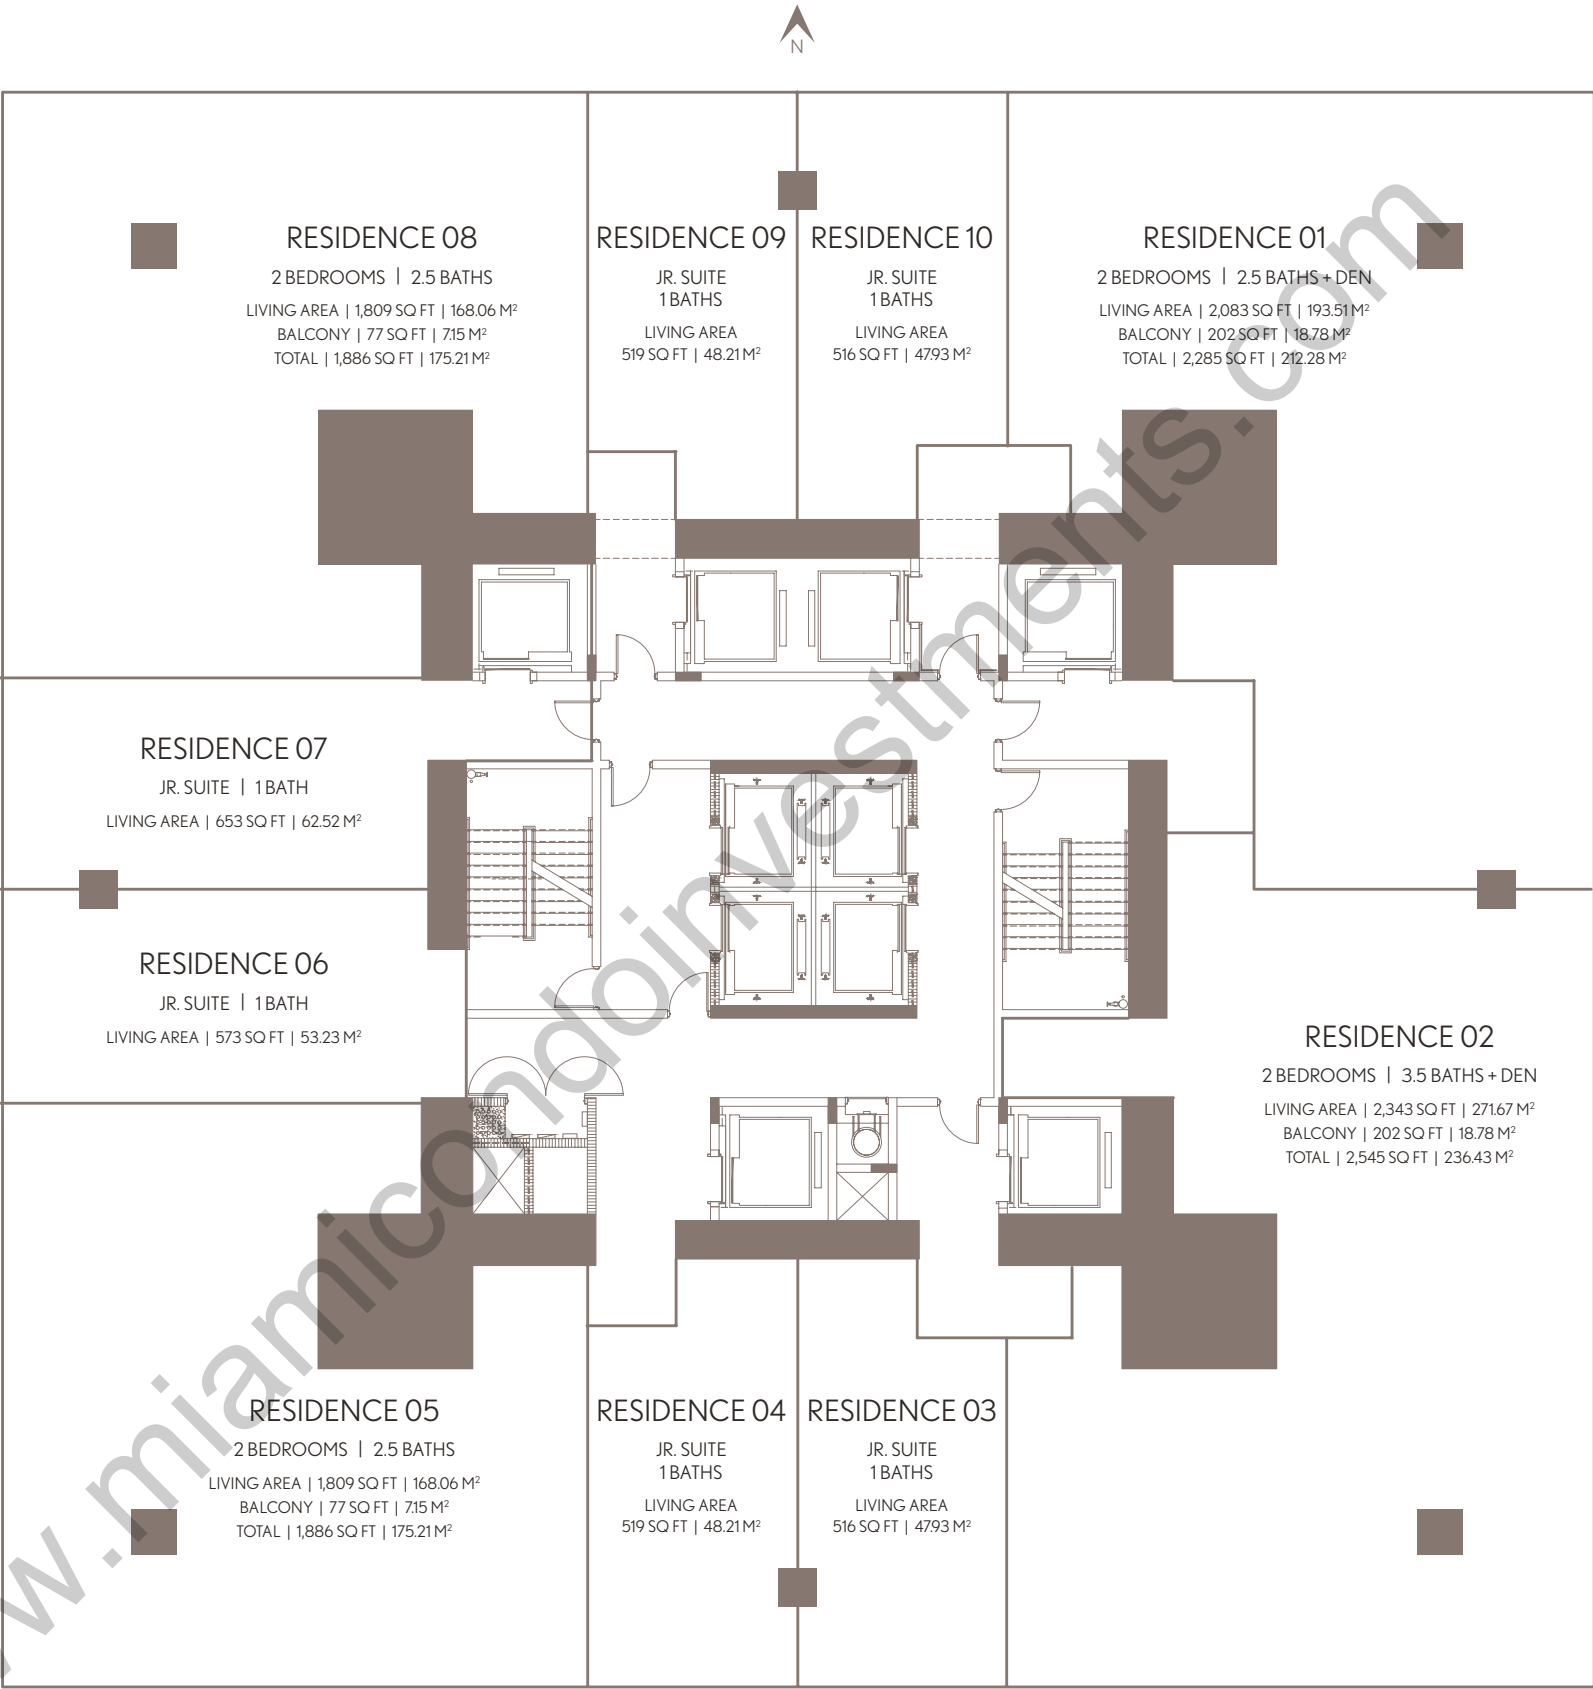 N
RESIDENCE 08
2 BEDROOMS | 2.5 BATHS
LIVING AREA | 1,809 SQ FT | 168.06 M²
BALCONY | 77 SQ FT | 7.15 M²
TOTAL | 1,886 SQ FT | 175.21 M²
RESIDENCE 09
JR. SUITE
1 BATHS
LIVING AREA
519 SQ FT | 48.21 M²
RESIDENCE 10
JR. SUITE
1 BATHS
LIVING AREA
516 SQ FT | 47.93 M²
RESIDENCE 01
2 BEDROOMS | 2.5 BATHS + DEN
LIVING AREA | 2,083 SQ FT | 193.51 M²
BALCONY | 202 SQ FT | 18.78 M²
TOTAL | 2,285 SQ FT | 212.28 M²
RESIDENCE 07
JR. SUITE | 1 BATH
LIVING AREA | 653 SQ FT | 62.52 M²
RESIDENCE 06
JR. SUITE | 1 BATH
LIVING AREA | 573 SQ FT | 53.23 M²
RESIDENCE 02
2 BEDROOMS | 3.5 BATHS + DEN
LIVING AREA | 2,343 SQ FT | 271.67 M²
BALCONY | 202 SQ FT | 18.78 M²
TOTAL | 2,545 SQ FT | 236.43 M²
RESIDENCE 05
2 BEDROOMS | 2.5 BATHS
LIVING AREA | 1,809 SQ FT | 168.06 M²
BALCONY | 77 SQ FT | 7.15 M²
TOTAL | 1,886 SQ FT | 175.21 M²
RESIDENCE 04
JR. SUITE
1 BATHS
LIVING AREA
519 SQ FT | 48.21 M²
RESIDENCE 03
JR. SUITE
1 BATHS
LIVING AREA
516 SQ FT | 47.93 M²
w.miamicondoinvestments.com